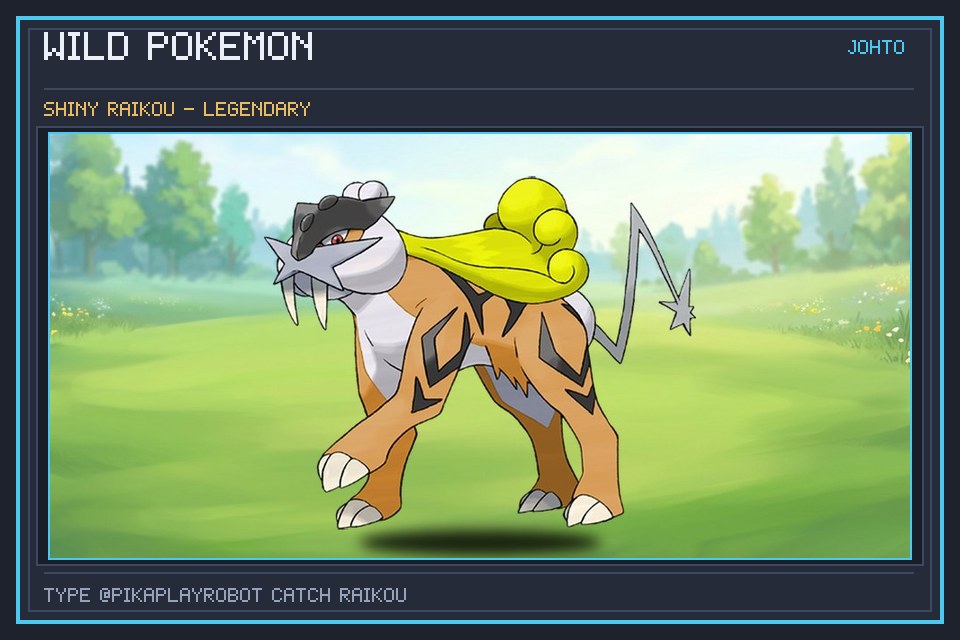 WILD POKEMON
JOHTO
SHINY RAIKOU - LEGENDARY
TYPE @PIKAPLAYROBOT CATCH RAIKOU